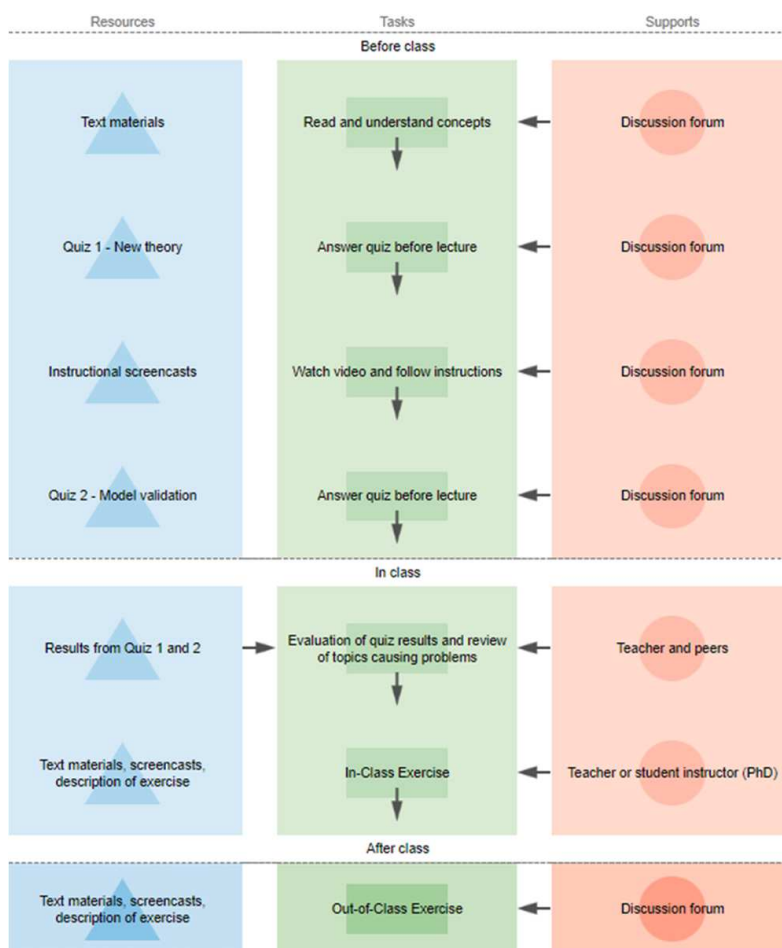 Resources Tasks Supports
Before class
Text materials Read and understand concepts Discussion forum
Quiz 1 - New theory Answer quiz before lecture Discussion forum
Instructional screencasts Watch video and follow instructions Discussion forum
Quiz 2 - Model validation Answer quiz before lecture Discussion forum
In class
Results from Quiz 1 and 2
Evaluation of quiz results and review
of topics causing problems
Teacher and peers
Text materials, screencasts,
description of exercise
In-Class Exercise
Teacher or student instructor (PhD)
After class
Text materials, screencasts,
description of exercise
Out-of-Class Exercise
Discussion forum